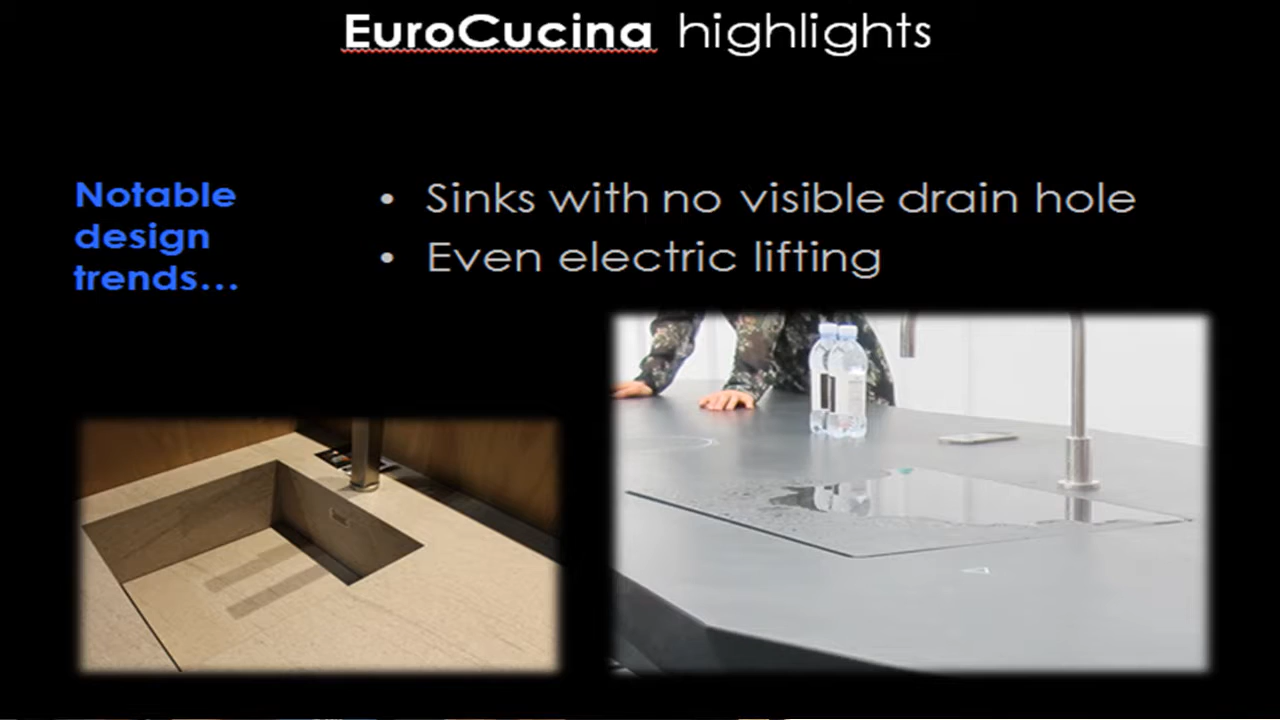 EuroCucina highlights
Notable
design
trends...
• Sinks with no visible drain hole
• Even electric lifting